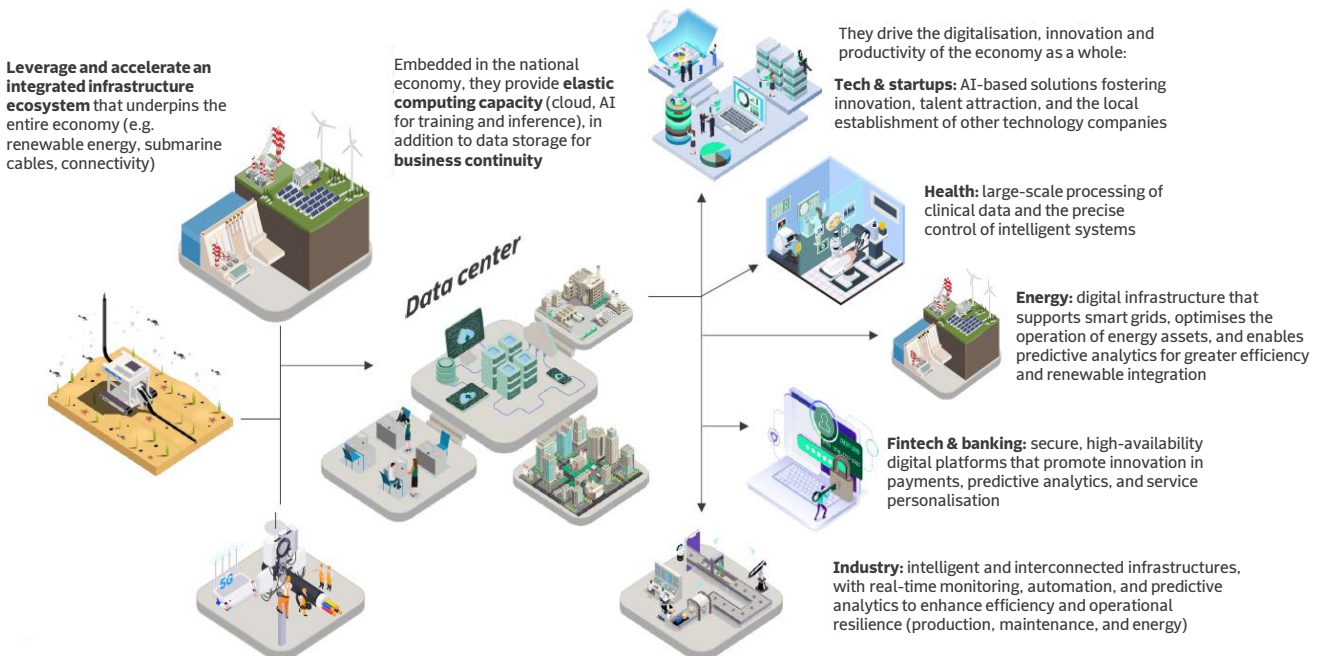 Leverage and accelerate an
integrated infrastructure
ecosystem that underpins the
entire economy (e.g.
renewable energy, submarine
cables, connectivity)
Embedded in the national
economy, they provide elastic
computing capacity (cloud, AI
for training and inference), in
addition to data storage for
business continuity
They drive the digitalisation, innovation and
productivity of the economy as a whole:
Tech & startups: AI-based solutions fostering
innovation, talent attraction, and the local
establishment of other technology companies
Health: large-scale processing of
clinical data and the precise
control of intelligent systems
Data center
Energy: digital infrastructure that
supports smart grids, optimises the
operation of energy assets, and enables
predictive analytics for greater efficiency
and renewable integration
Fintech & banking: secure, high-availability
digital platforms that promote innovation in
payments, predictive analytics, and service
personalisation
5G
Industry: intelligent and interconnected infrastructures,
with real-time monitoring, automation, and predictive
analytics to enhance efficiency and operational
resilience (production, maintenance, and energy)